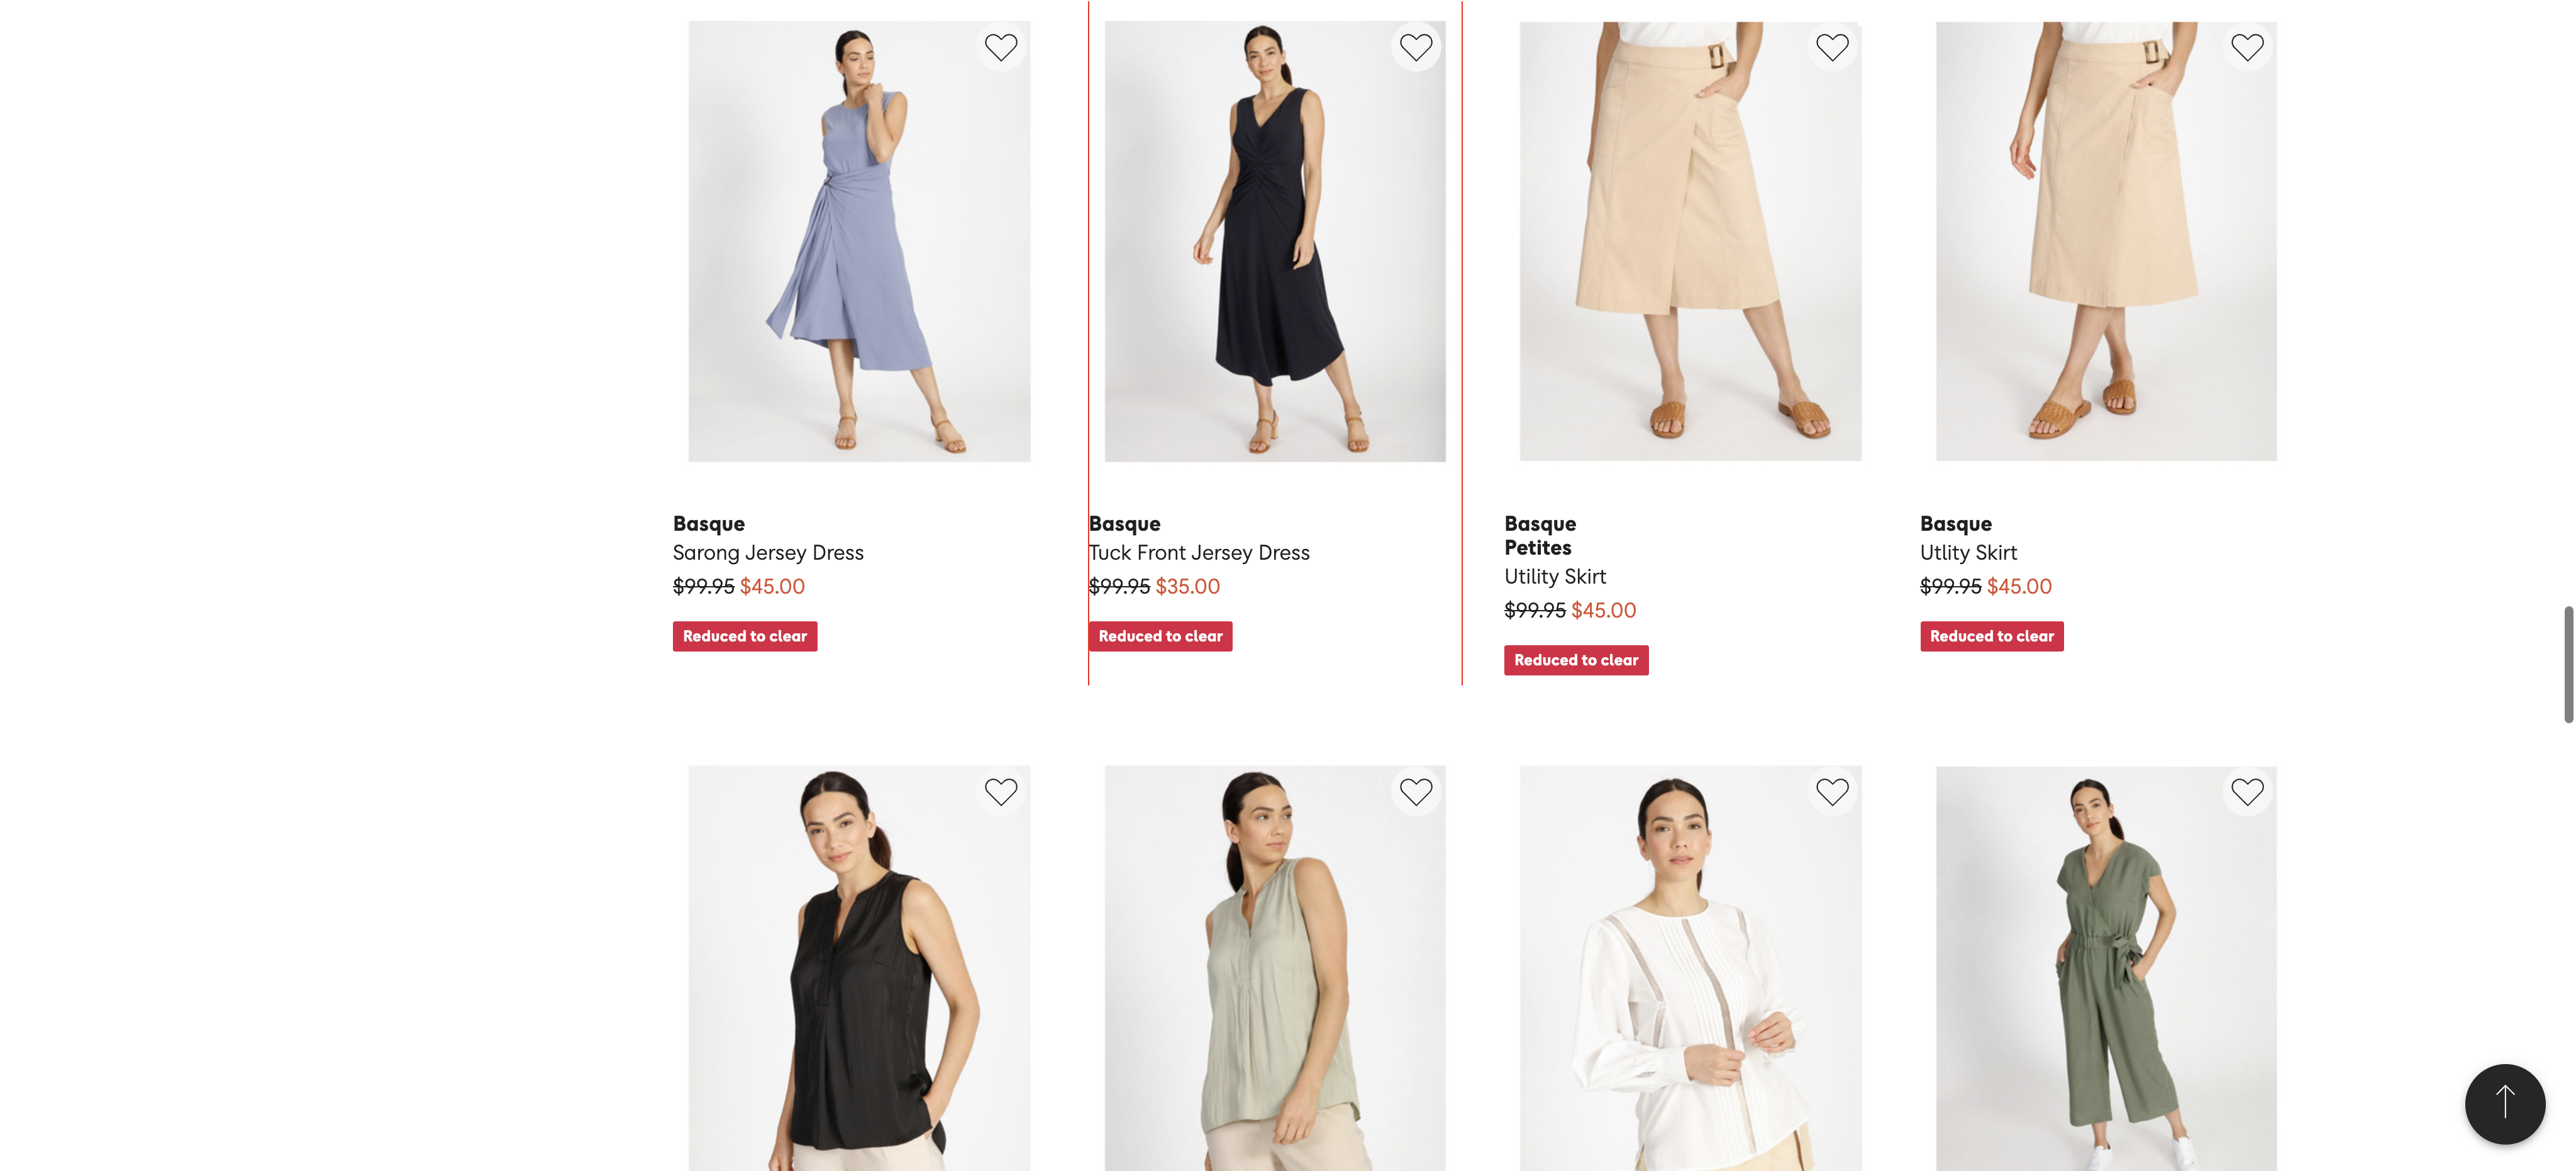 Basque
Sarong Jersey Dress
$99.95 $45.00
Reduced to clear
Basque
Tuck Front Jersey Dress
$99.95 $35.00
Reduced to clear
Basque
Petites
Utility Skirt
$99.95 $45.00
Reduced to clear
Basque
Utlity Skirt
$99.95 $45.00
Reduced to clear